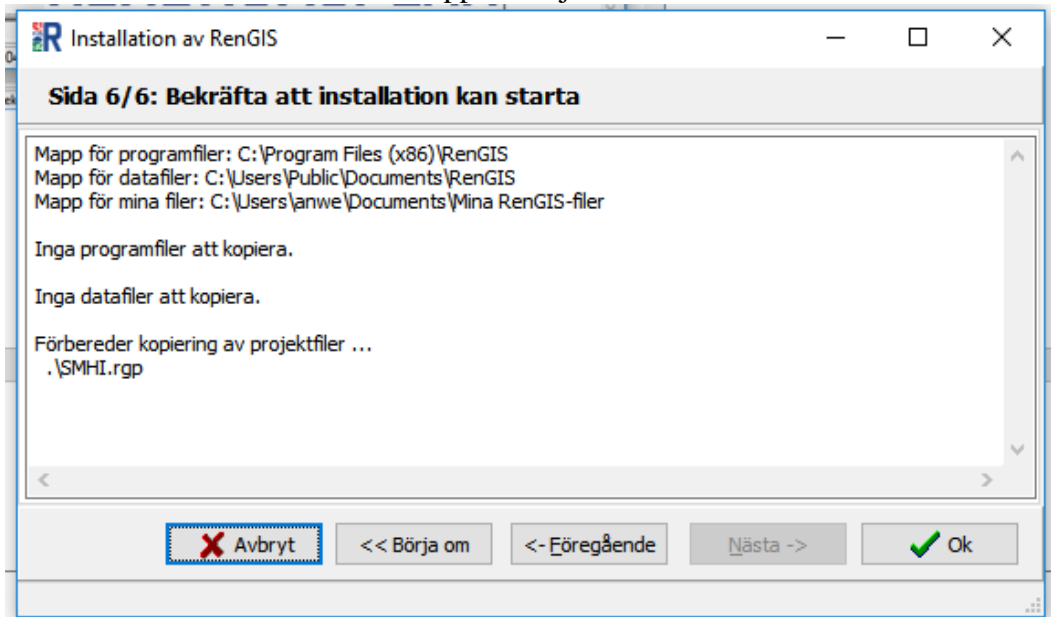 Installation av RenGIS
Sida 6/6: Bekräfta att installation kan starta
Mapp för programfiler: C:\Program Files (x86)\RenGIS
Mapp för datafiler: C:\Users\Public\Documents\RenGIS
Mapp för mina filer: C:\Users\anwe\Documents\Mina RenGIS-filer
Inga programfiler att kopiera.
Inga datafiler att kopiera.
Förbereder kopiering av projektfiler ...
.\SMHI.rgp
Avbryt << Börja om <- Föregående Nästa -> Ok